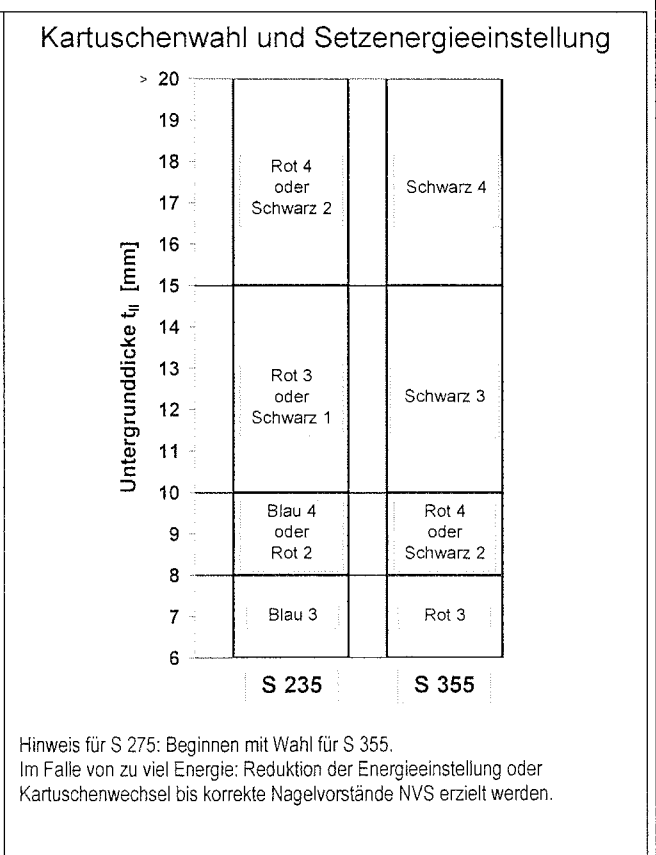 Kartuschenwahl und Setzenergieeinstellung
Untergrunddicke tII [mm]
> 20
19
18
17
16
15
14
13
12
11
10
9
8
7
6
Rot 4
oder
Schwarz 2
Rot 3
oder
Schwarz 1
Blau 4
oder
Rot 2
Blau 3
Schwarz 4
Schwarz 3
Rot 4
oder
Schwarz 2
Rot 3
S 235
S 355
Hinweis für S 275: Beginnen mit Wahl für S 355.
Im Falle von zu viel Energie: Reduktion der Energieeinstellung oder
Kartuschenwechsel bis korrekte Nagelvorstände NVS erzielt werden.